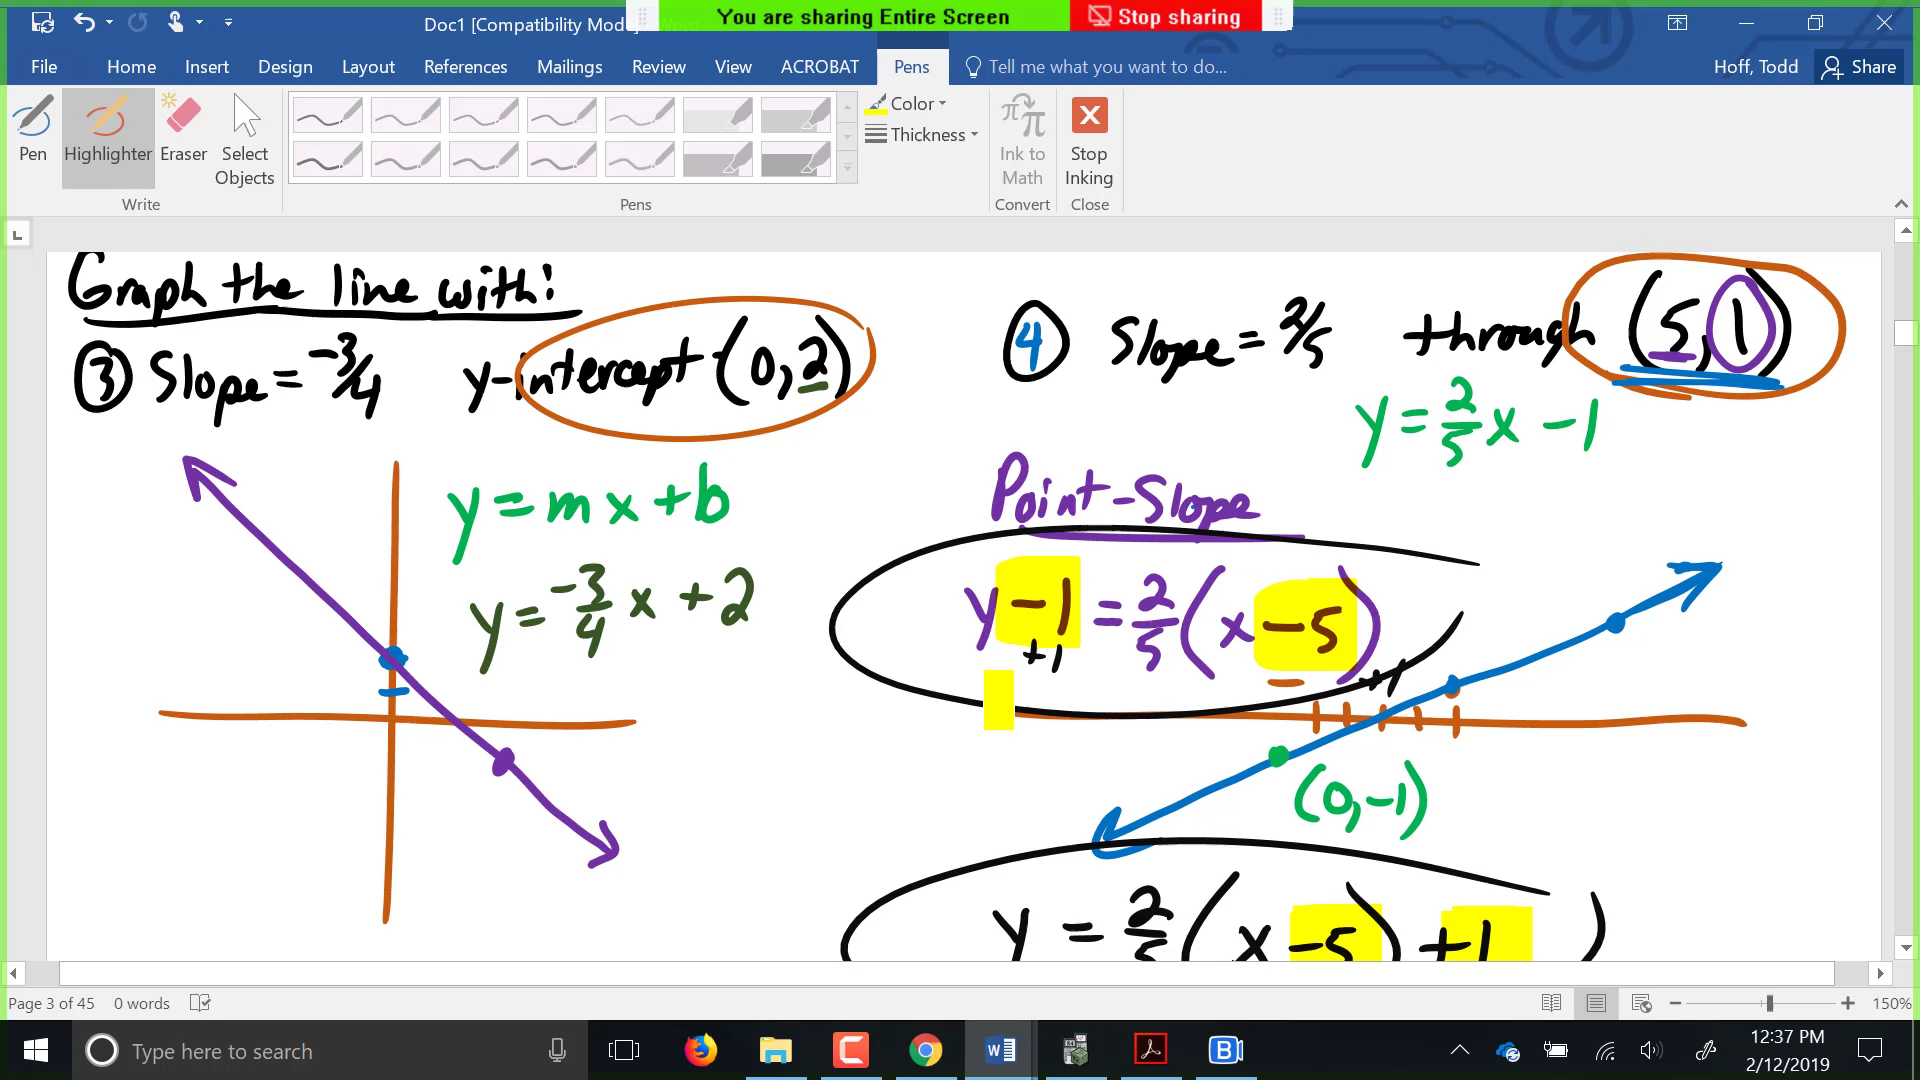 You are sharing Entire Screen
Stop sharing
Doc1 [Compatibility Mod
File Home Insert Design Layout References Mailings Review View ACROBAT Pens Tell me what you want to do... Hoff, Todd Share
Pen Highlighter Eraser Select Objects
Color
Thickness
Ink to Math
Stop Inking
Write Pens Convert Close
Graph the line with:
③ Slope = -3/4 y-intercept (0, 2)
④ Slope = 2/5 through (5, 1)
y = 2/5 x - 1
y = mx + b
y = -3/4 x + 2
Point-Slope
y - 1 = 2/5 (x - 5)
+1 +1
(0, -1)
y = 2/5 (x - 5) + 1
Page 3 of 45 0 words 150%
Type here to search
12:37 PM
2/12/2019